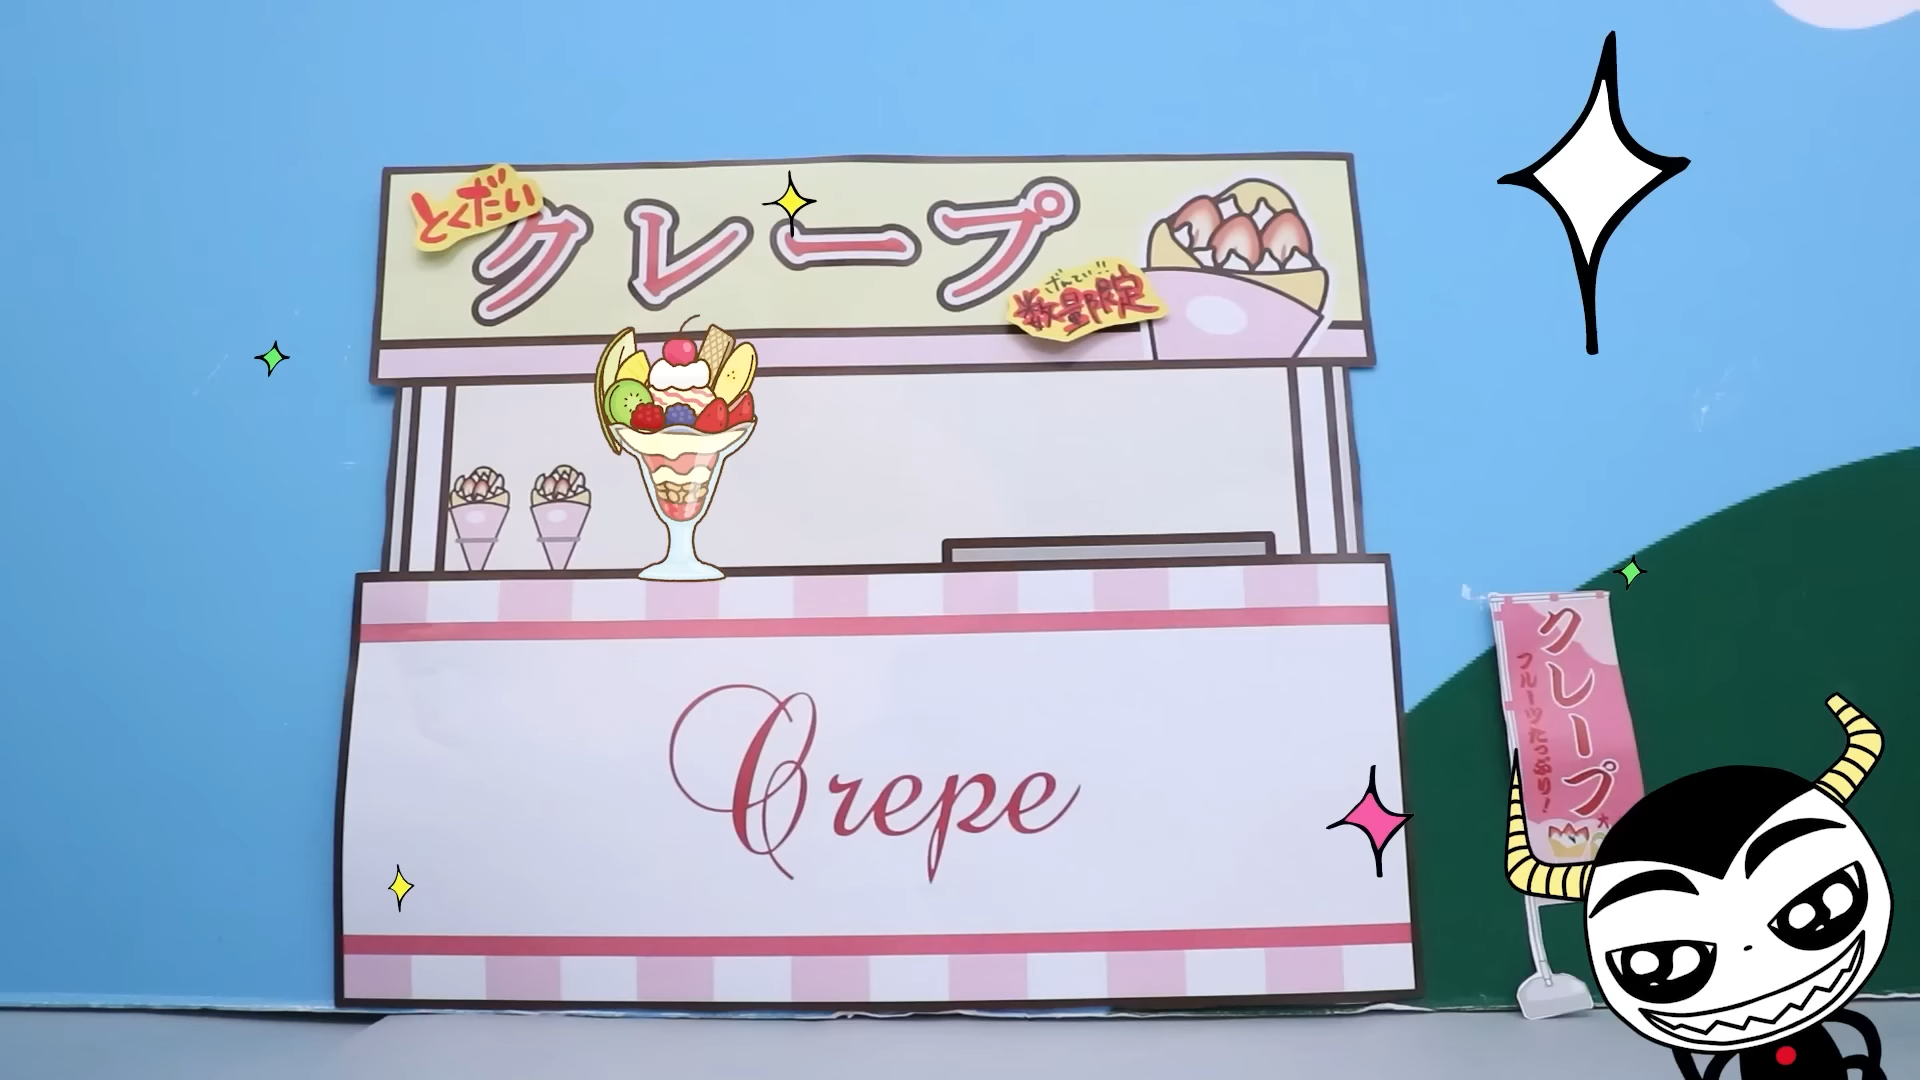 とくだい
クレープ
げんてい!!
数量限定
Crepe
クレープ
フルーツたっぷり!